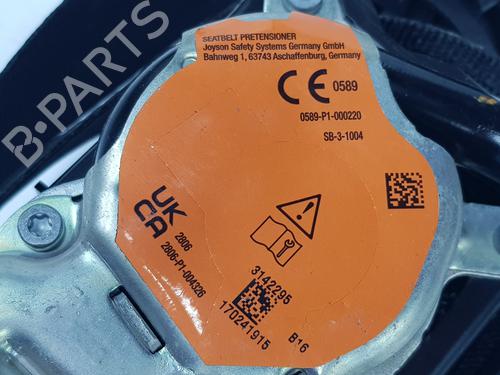 SEATBELT PRETENSIONER
Joyson Safety Systems Germany GmbH
Bahnweg 1, 63743 Aschaffenburg, Germany
CE 0589
0589-P1-000220
SB-3-1004
UK
CA
2806
2806-P1-004326
3142295
170241915
B16
B-PARTS